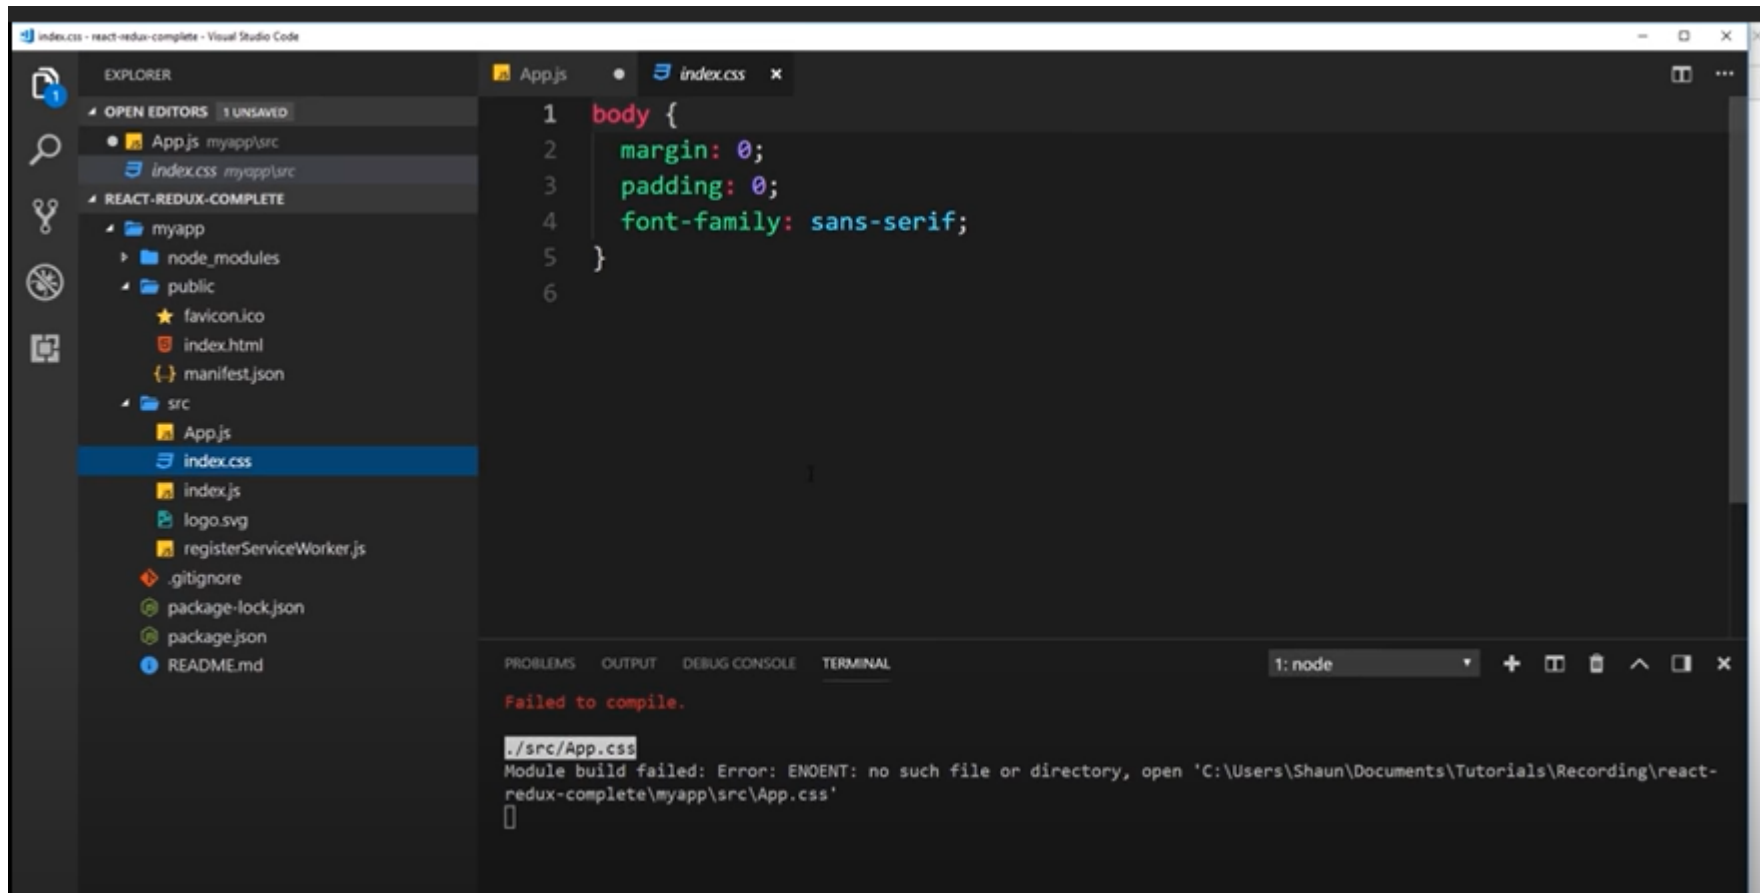 index.css - react-redux-complete - Visual Studio Code
1
EXPLORER
OPEN EDITORS 1 UNSAVED
App.js myapp\src
index.css myapp\src
REACT-REDUX-COMPLETE
myapp
node_modules
public
favicon.ico
index.html
manifest.json
src
App.js
index.css
index.js
logo.svg
registerServiceWorker.js
.gitignore
package-lock.json
package.json
README.md
App.js index.css
1 body {
2 margin: 0;
3 padding: 0;
4 font-family: sans-serif;
5 }
6
PROBLEMS OUTPUT DEBUG CONSOLE TERMINAL 1: node
Failed to compile.
./src/App.css
Module build failed: Error: ENOENT: no such file or directory, open 'C:\Users\Shaun\Documents\Tutorials\Recording\react-
redux-complete\myapp\src\App.css'